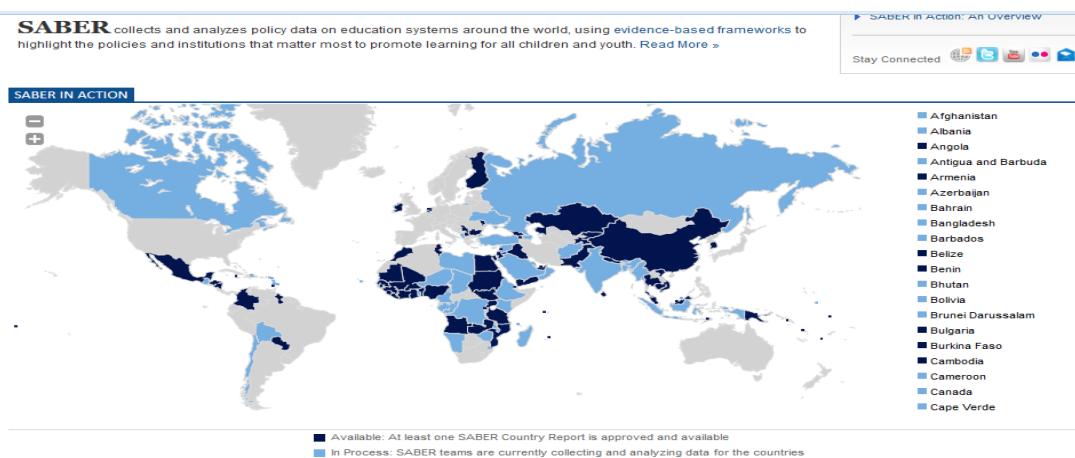 SABER collects and analyzes policy data on education systems around the world, using evidence-based frameworks to
highlight the policies and institutions that matter most to promote learning for all children and youth. Read More »
SABER in Action: An Overview
Stay Connected
SABER IN ACTION
Afghanistan
Albania
Angola
Antigua and Barbuda
Armenia
Azerbaijan
Bahrain
Bangladesh
Barbados
Belize
Benin
Bhutan
Bolivia
Brunei Darussalam
Bulgaria
Burkina Faso
Cambodia
Cameroon
Canada
Cape Verde
Available: At least one SABER Country Report is approved and available
In Process: SABER teams are currently collecting and analyzing data for the countries